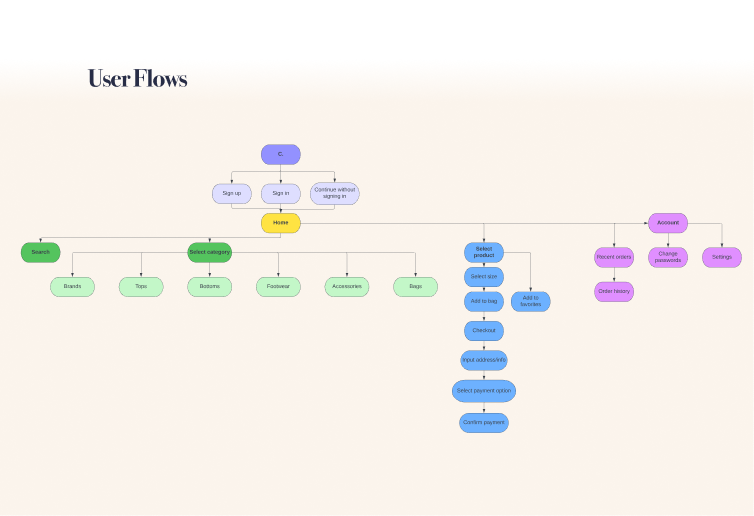 User Flows
C.
Sign up
Sign in
Continue without
signing in
Home
Account
Search
Select category
Select
product
Recent orders
Change
passwords
Settings
Brands
Tops
Bottoms
Footwear
Accessories
Bags
Select size
Add to bag
Add to
favorites
Order history
Checkout
Input address/info
Select payment option
Confirm payment